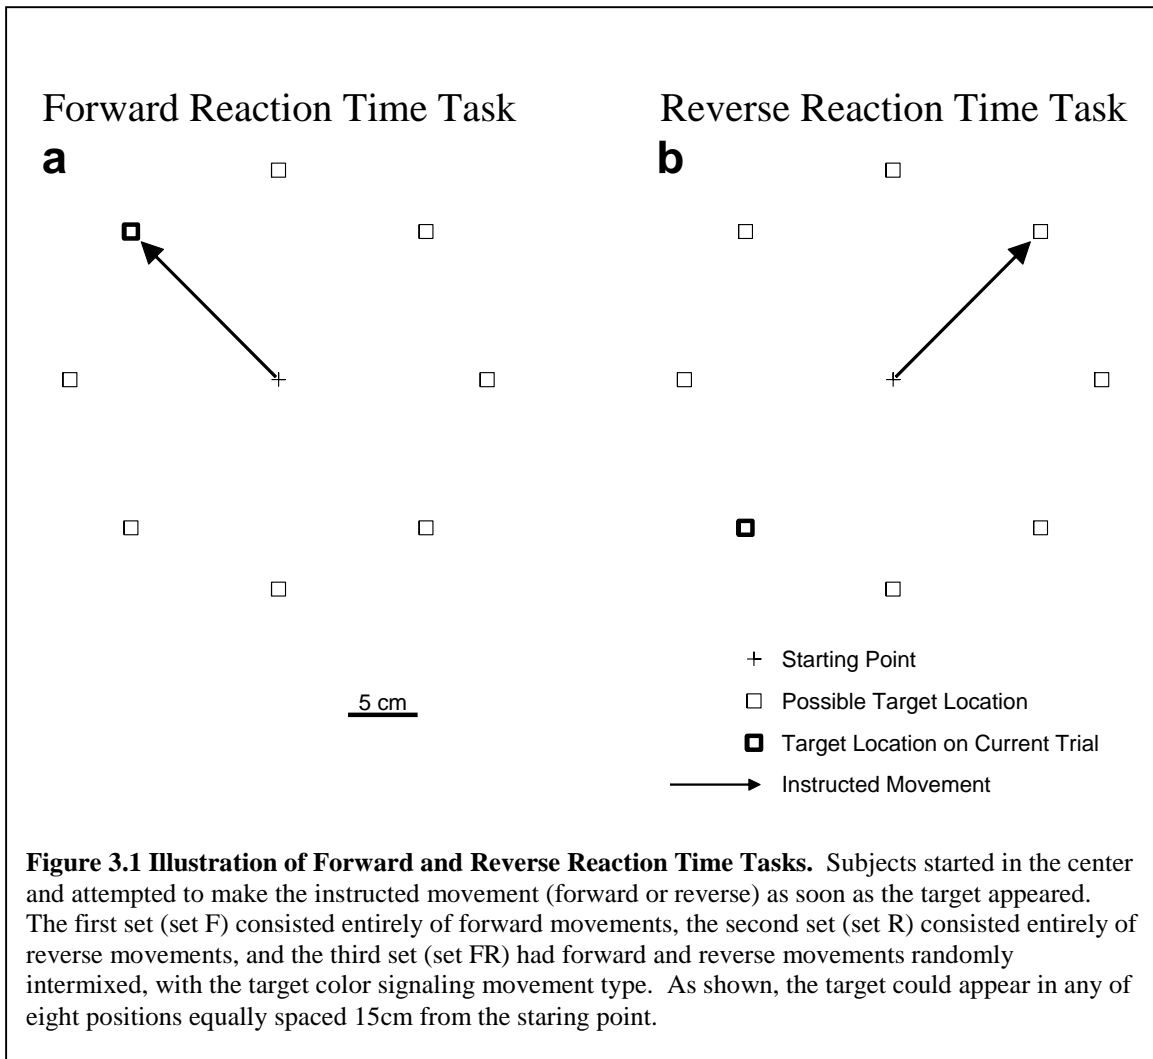 Forward Reaction Time Task
Reverse Reaction Time Task
a
b
5 cm
Starting Point
Possible Target Location
Target Location on Current Trial
Instructed Movement
Figure 3.1 Illustration of Forward and Reverse Reaction Time Tasks. Subjects started in the center
and attempted to make the instructed movement (forward or reverse) as soon as the target appeared.
The first set (set F) consisted entirely of forward movements, the second set (set R) consisted entirely of
reverse movements, and the third set (set FR) had forward and reverse movements randomly
intermixed, with the target color signaling movement type. As shown, the target could appear in any of
eight positions equally spaced 15cm from the staring point.